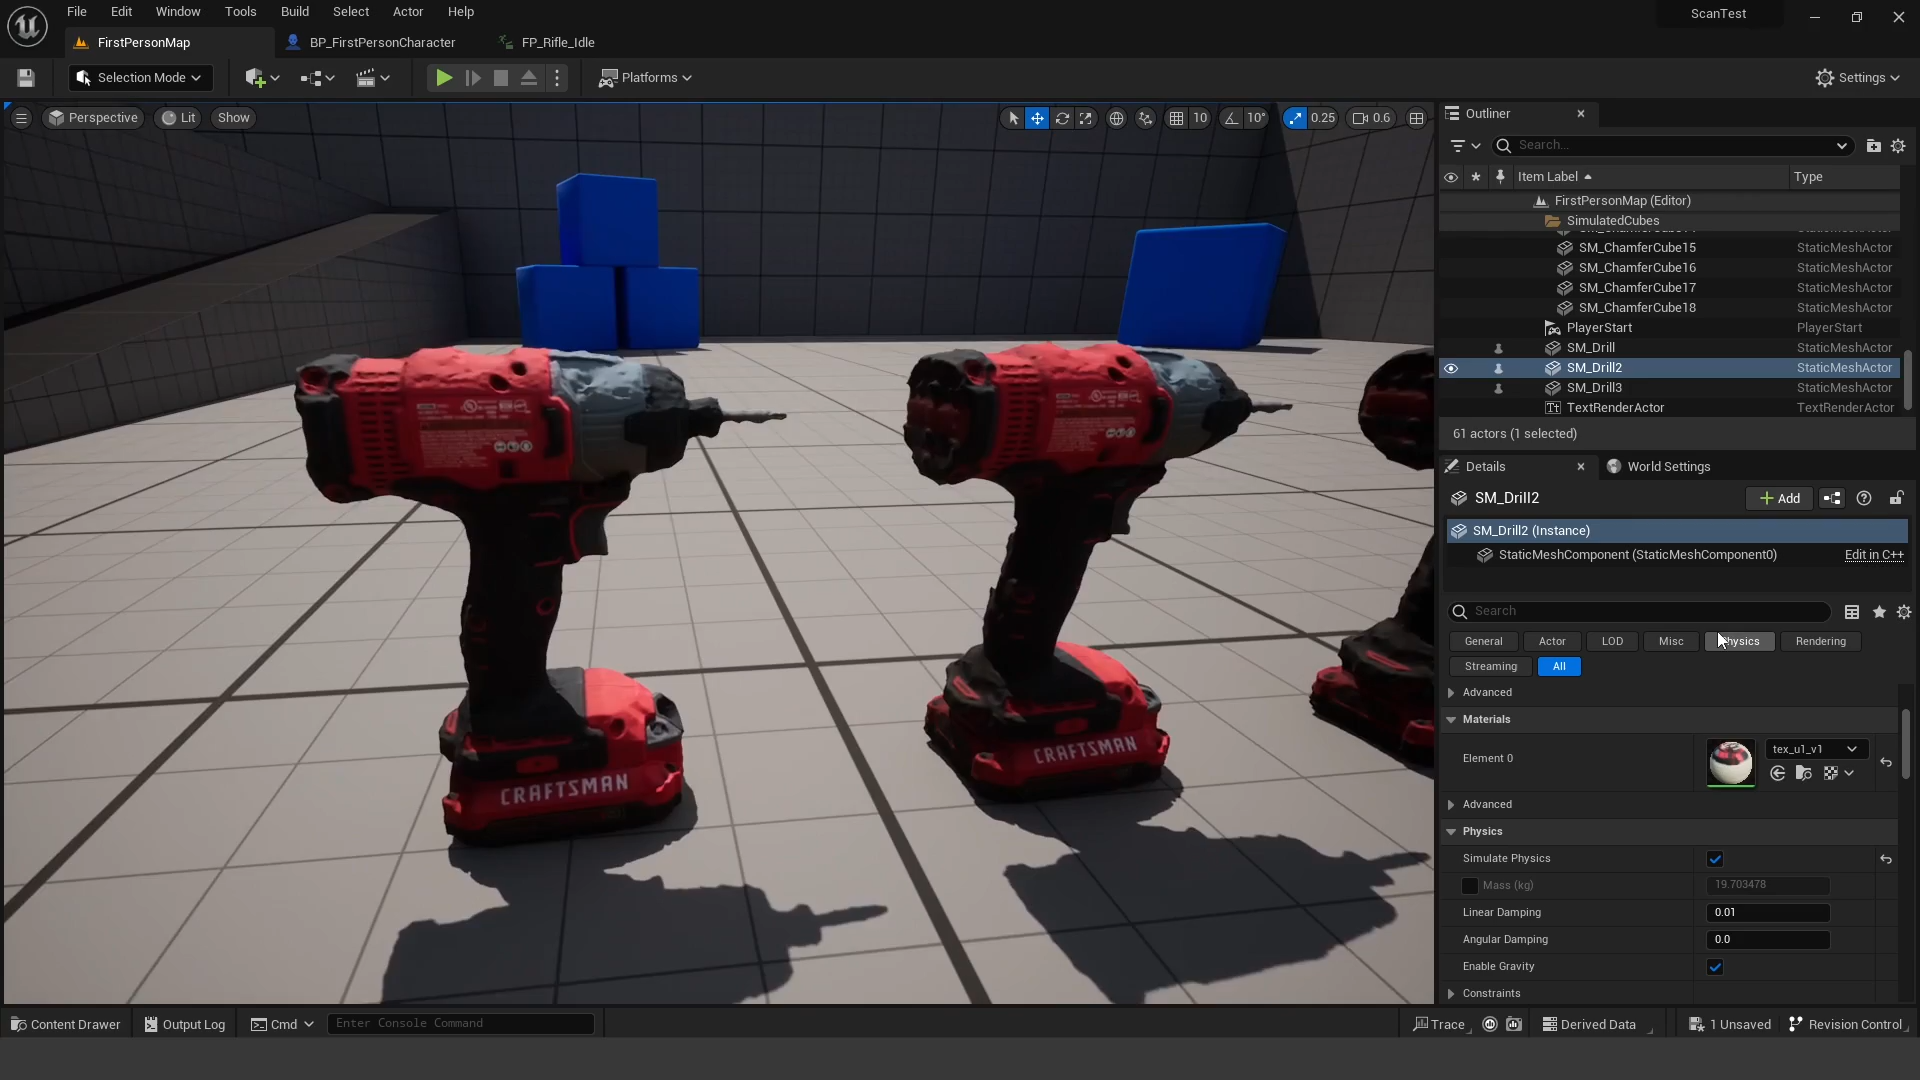 File Edit Window Tools Build Select Actor Help
ScanTest
FirstPersonMap
BP_FirstPersonCharacter
FP_Rifle_Idle
Selection Mode
Platforms
Settings
Perspective
Lit
Show
10
10°
0.25
0.6
Outliner
Search...
Item Label
Type
FirstPersonMap (Editor)
SimulatedCubes
SM_ChamferCube15 StaticMeshActor
SM_ChamferCube16 StaticMeshActor
SM_ChamferCube17 StaticMeshActor
SM_ChamferCube18 StaticMeshActor
PlayerStart PlayerStart
SM_Drill StaticMeshActor
SM_Drill2 StaticMeshActor
SM_Drill3 StaticMeshActor
TextRenderActor TextRenderActor
61 actors (1 selected)
Details
World Settings
SM_Drill2
Add
SM_Drill2 (Instance)
StaticMeshComponent (StaticMeshComponent0) Edit in C++
Search
General Actor LOD Misc Physics Rendering
Streaming All
Advanced
Materials
Element 0
tex_u1_v1
Advanced
Physics
Simulate Physics
Mass (kg) 19.703478
Linear Damping 0.01
Angular Damping 0.0
Enable Gravity
Constraints
CRAFTSMAN
CRAFTSMAN
Content Drawer
Output Log
Cmd
Enter Console Command
Trace
Derived Data
1 Unsaved
Revision Control